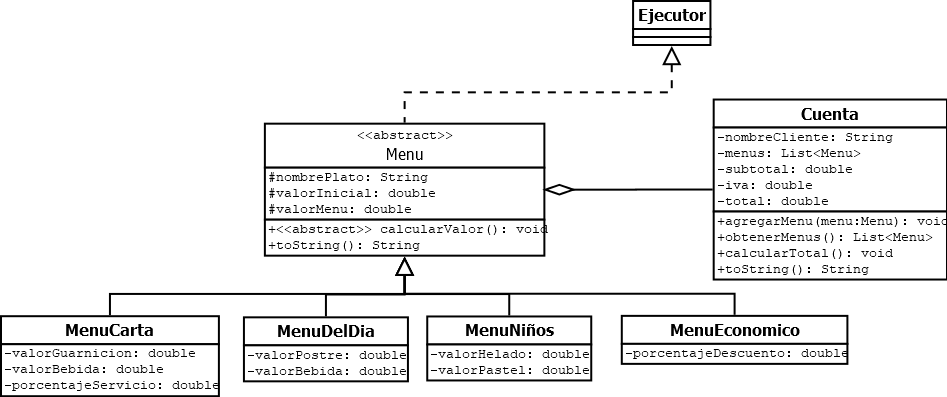 Ejecutor
<<abstract>>
Menu
#nombrePlato: String
#valorInicial: double
#valorMenu: double
+<<abstract>> calcularValor(): void
+toString(): String
Cuenta
-nombreCliente: String
-menus: List<Menu>
-subtotal: double
-iva: double
-total: double
+agregarMenu(menu:Menu): void
+obtenerMenus(): List<Menu>
+calcularTotal(): void
+toString(): String
MenuCarta
-valorGuarnicion: double
-valorBebida: double
-porcentajeServicio: double
MenuDelDia
-valorPostre: double
-valorBebida: double
MenuNiños
-valorHelado: double
-valorPastel: double
MenuEconomico
-porcentajeDescuento: double